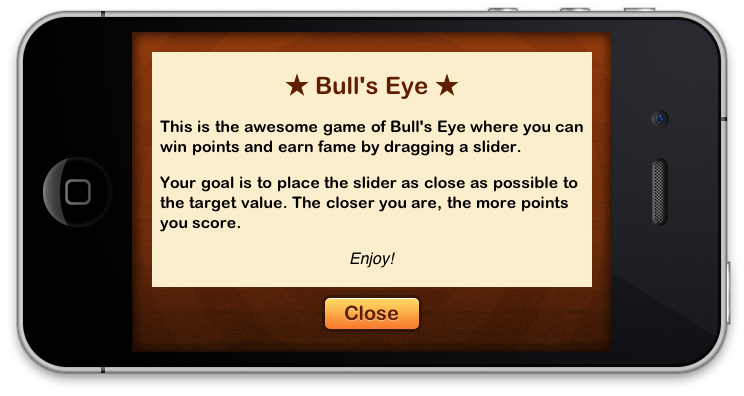 ★ Bull's Eye ★
This is the awesome game of Bull's Eye where you can
win points and earn fame by dragging a slider.
Your goal is to place the slider as close as possible to
the target value. The closer you are, the more points
you score.
Enjoy!
Close